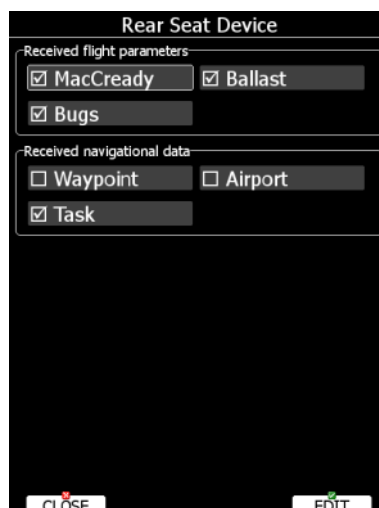 Rear Seat Device
Received flight parameters
MacCready
Ballast
Bugs
Received navigational data
Waypoint
Airport
Task
CLOSE
EDIT